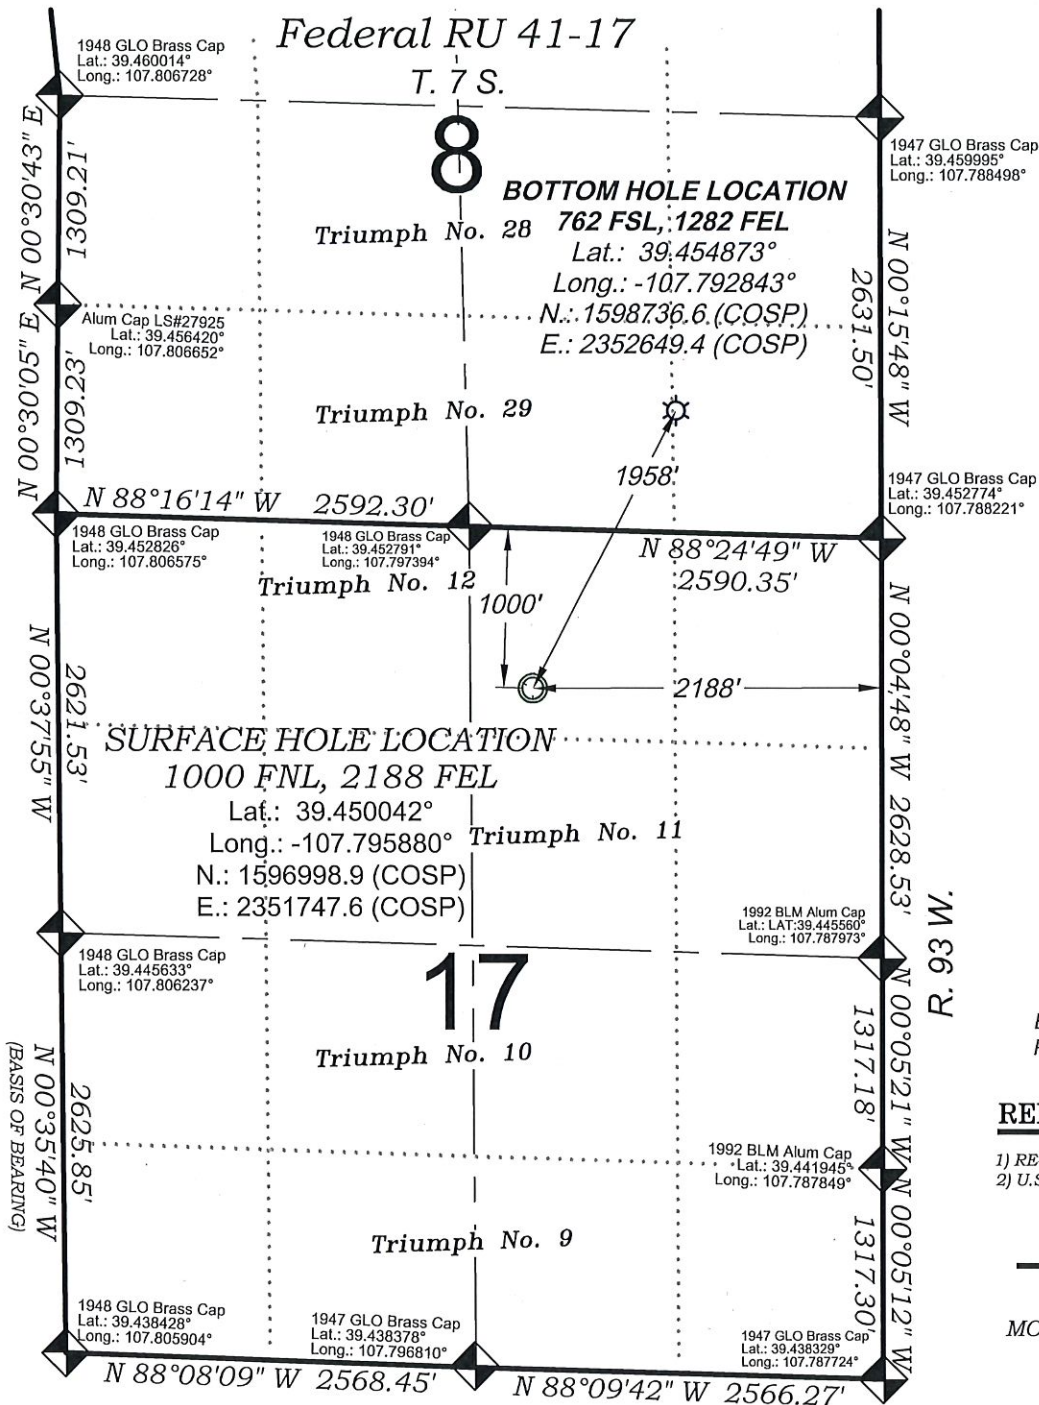 Federal RU 41-17
T. 7 S.
1948 GLO Brass Cap
Lat.: 39.460014°
Long.: 107.806728°
8
1947 GLO Brass Cap
Lat.: 39.459995°
Long.: 107.788498°
N 00°30'43" E
1309.21'
BOTTOM HOLE LOCATION
762 FSL, 1282 FEL
Lat.: 39.454873°
Long.: -107.792843°
N.: 1598736.6 (COSP)
E.: 2352649.4 (COSP)
Triumph No. 28
N 00°15'48" W
2631.50'
Alum Cap LS#27925
Lat.: 39.456420°
Long.: 107.806652°
N 00°30'05" E
1309.23'
Triumph No. 29
1958'
1947 GLO Brass Cap
Lat.: 39.452774°
Long.: 107.788221°
N 88°16'14" W 2592.30'
1948 GLO Brass Cap
Lat.: 39.452826°
Long.: 107.806575°
1948 GLO Brass Cap
Lat.: 39.452791°
Long.: 107.797394°
N 88°24'49" W
2590.35'
Triumph No. 12
1000'
N 00°37'55" W
2621.53'
2188'
N 00°04'48" W 2628.53'
SURFACE HOLE LOCATION
1000 FNL, 2188 FEL
Lat.: 39.450042°
Long.: -107.795880°
N.: 1596998.9 (COSP)
E.: 2351747.6 (COSP)
Triumph No. 11
1992 BLM Alum Cap
Lat.: LAT:39.445560°
Long.: 107.787973°
R. 93 W.
1948 GLO Brass Cap
Lat.: 39.445633°
Long.: 107.806237°
17
N 00°05'21" W
1317.18'
Triumph No. 10
N 00°35'40" W
(BASIS OF BEARING)
2625.85'
1992 BLM Alum Cap
Lat.: 39.441945°
Long.: 107.787849°
1) RE
2) U.S
N 00°05'12" W
1317.30'
Triumph No. 9
1948 GLO Brass Cap
Lat.: 39.438428°
Long.: 107.805904°
1947 GLO Brass Cap
Lat.: 39.438378°
Long.: 107.796810°
1947 GLO Brass Cap
Lat.: 39.438329°
Long.: 107.787724°
MO
N 88°08'09" W 2568.45'
N 88°09'42" W 2566.27'